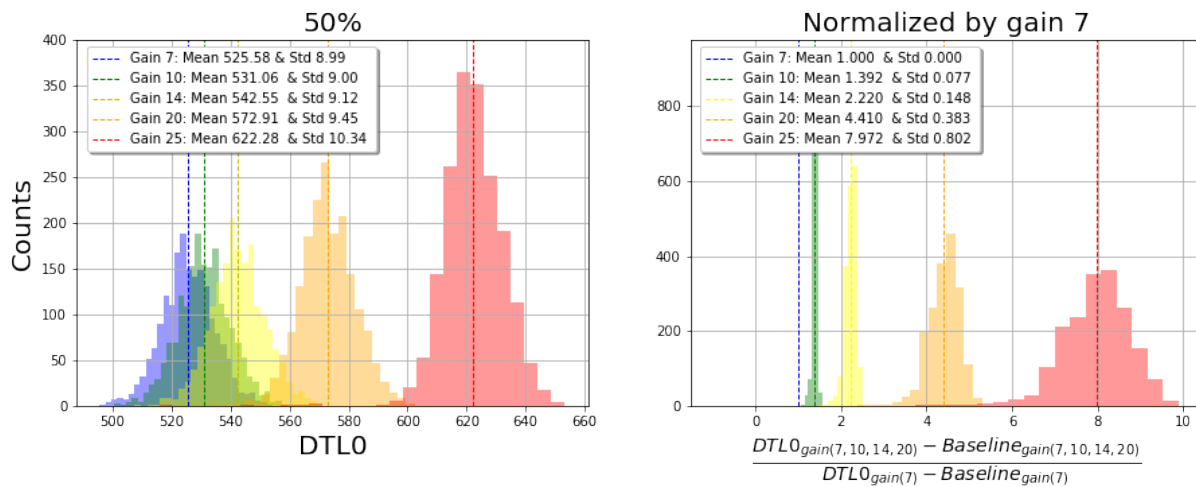 50%
400
350
300
250
200
150
100
50
0
Counts
Gain 7: Mean 525.58 & Std 8.99
Gain 10: Mean 531.06 & Std 9.00
Gain 14: Mean 542.55 & Std 9.12
Gain 20: Mean 572.91 & Std 9.45
Gain 25: Mean 622.28 & Std 10.34
500 520 540 560 580 600 620 640 660
DTL0
Normalized by gain 7
800
600
400
200
0
Gain 7: Mean 1.000 & Std 0.000
Gain 10: Mean 1.392 & Std 0.077
Gain 14: Mean 2.220 & Std 0.148
Gain 20: Mean 4.410 & Std 0.383
Gain 25: Mean 7.972 & Std 0.802
0 2 4 6 8 10
DTL0gain(7, 10, 14, 20) − Baselinegain(7, 10, 14, 20)
DTL0gain(7) − Baselinegain(7)